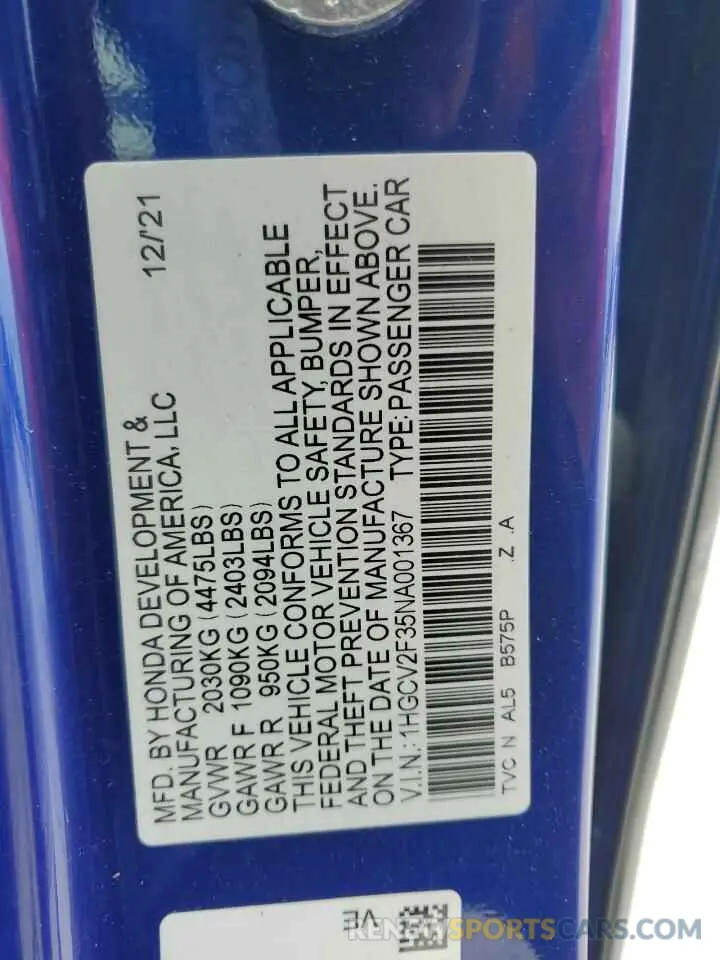 MFD. BY HONDA DEVELOPMENT &
MANUFACTURING OF AMERICA, LLC 12/'21
GVWR 2030KG (4475LBS)
GAWR F 1090KG (2403LBS)
GAWR R 950KG (2094LBS)
THIS VEHICLE CONFORMS TO ALL APPLICABLE
FEDERAL MOTOR VEHICLE SAFETY, BUMPER,
AND THEFT PREVENTION STANDARDS IN EFFECT
ON THE DATE OF MANUFACTURE SHOWN ABOVE.
V.I.N.: 1HGCV2F35NA001367 TYPE: PASSENGER CAR
TVC N AL5 B575P .Z .A
RENEWSPORTSCARS.COM